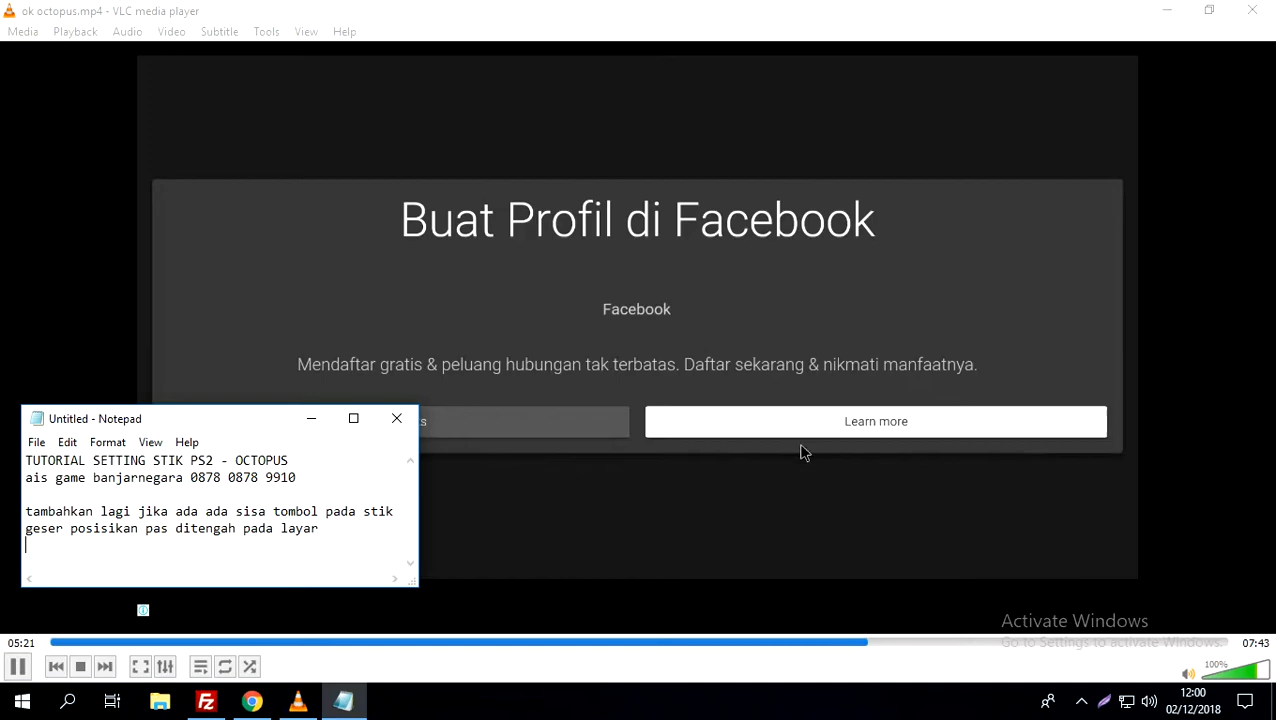 ok octopus.mp4 - VLC media player
Media Playback Audio Video Subtitle Tools View Help
Buat Profil di Facebook
Facebook
Mendaftar gratis & peluang hubungan tak terbatas. Daftar sekarang & nikmati manfaatnya.
Learn more
Untitled - Notepad
File Edit Format View Help
TUTORIAL SETTING STIK PS2 - OCTOPUS
ais game banjarnegara 0878 0878 9910
tambahkan lagi jika ada ada sisa tombol pada stik
geser posisikan pas ditengah pada layar
Activate Windows
Go to Settings to activate Windows.
05:21
07:43
100%
12:00
02/12/2018